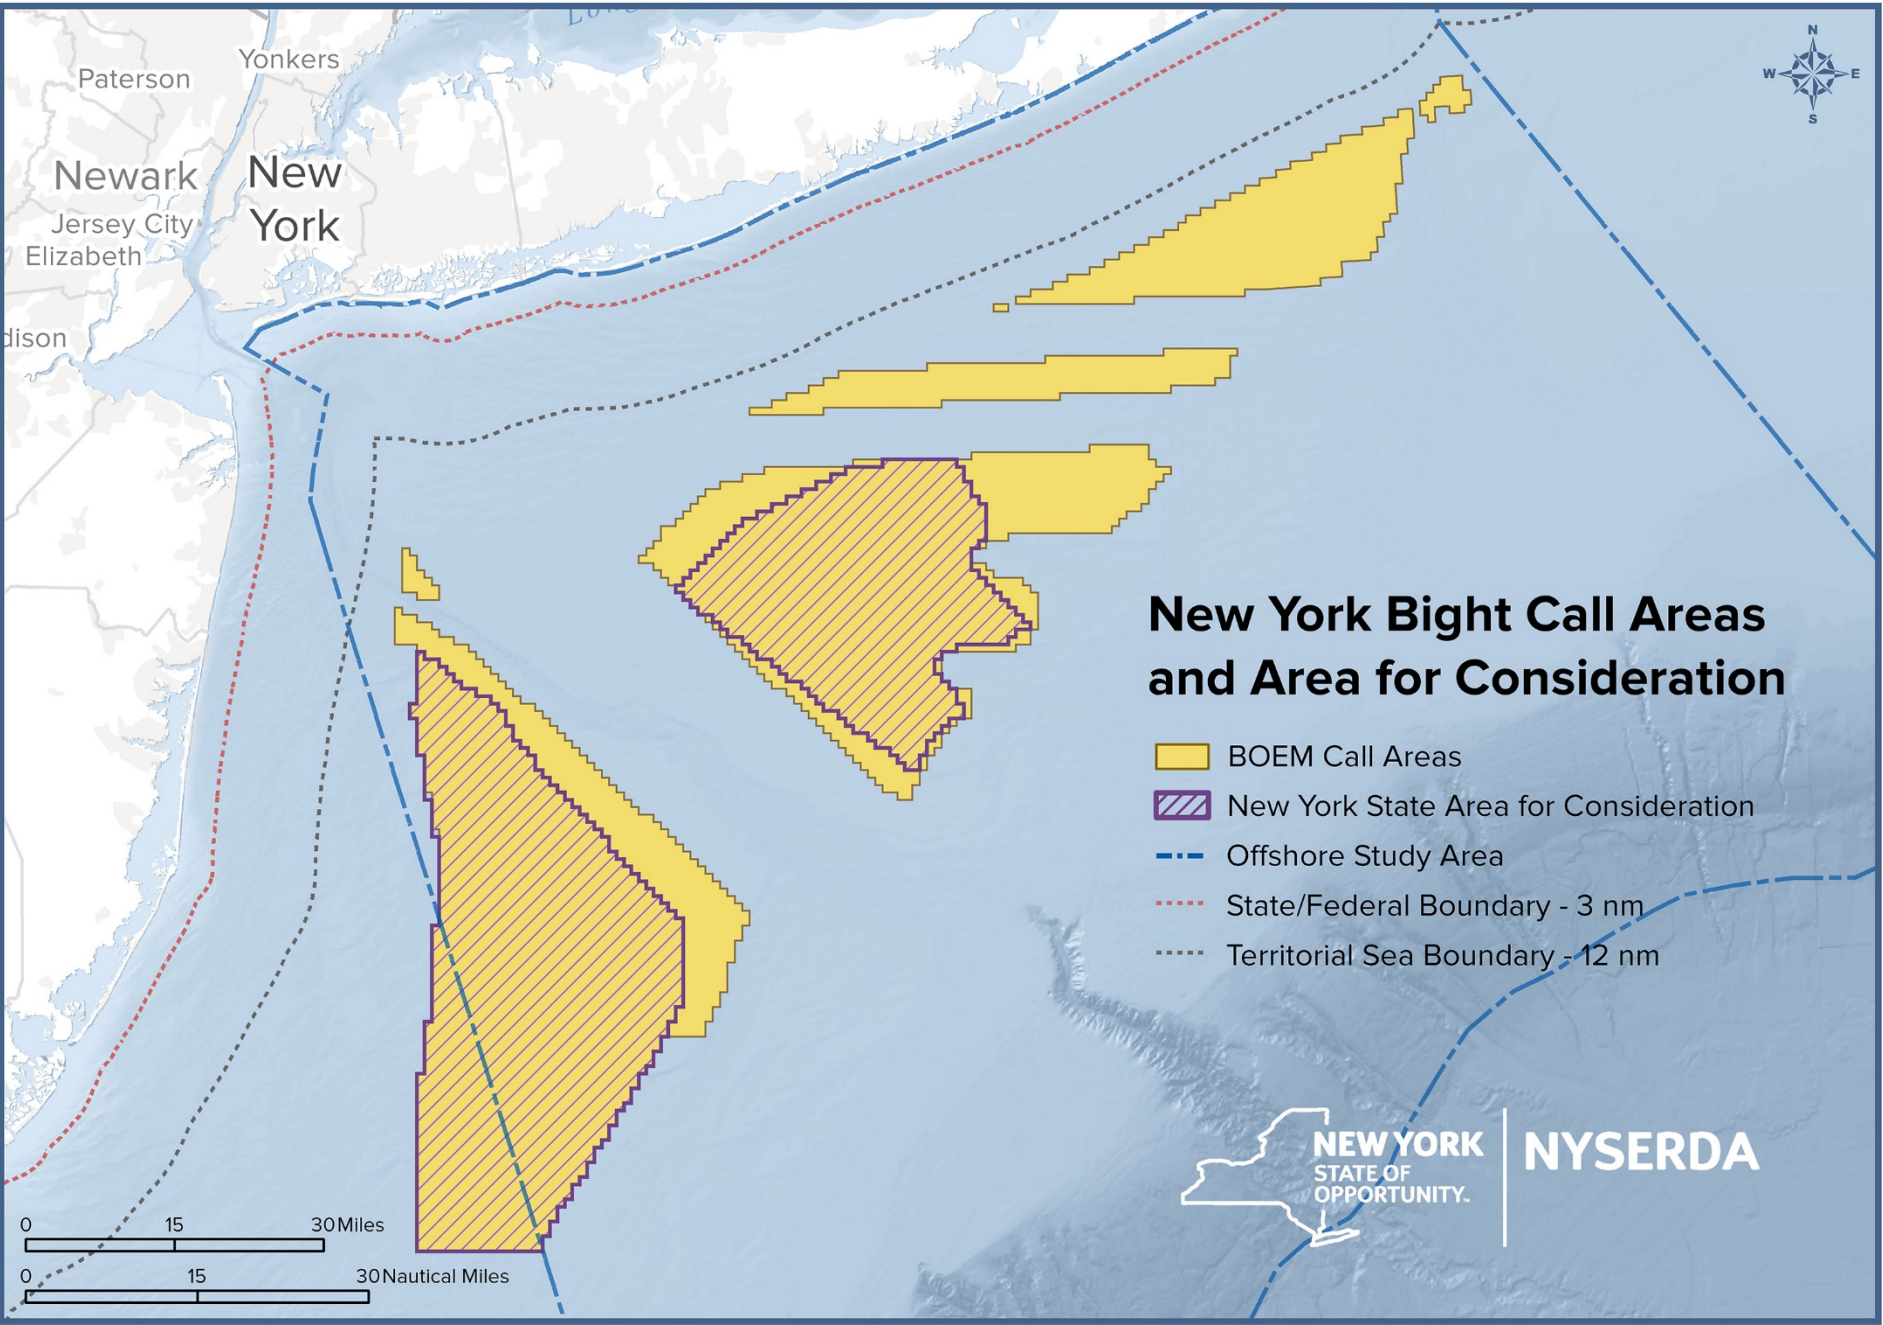 Long
Yonkers
Paterson
N
W E
S
Newark
New
York
Jersey City
Elizabeth
dison
New York Bight Call Areas
and Area for Consideration
BOEM Call Areas
New York State Area for Consideration
Offshore Study Area
State/Federal Boundary - 3 nm
Territorial Sea Boundary - 12 nm
NEW YORK
STATE OF
OPPORTUNITY™
NYSERDA
0 15 30 Miles
0 15 30 Nautical Miles